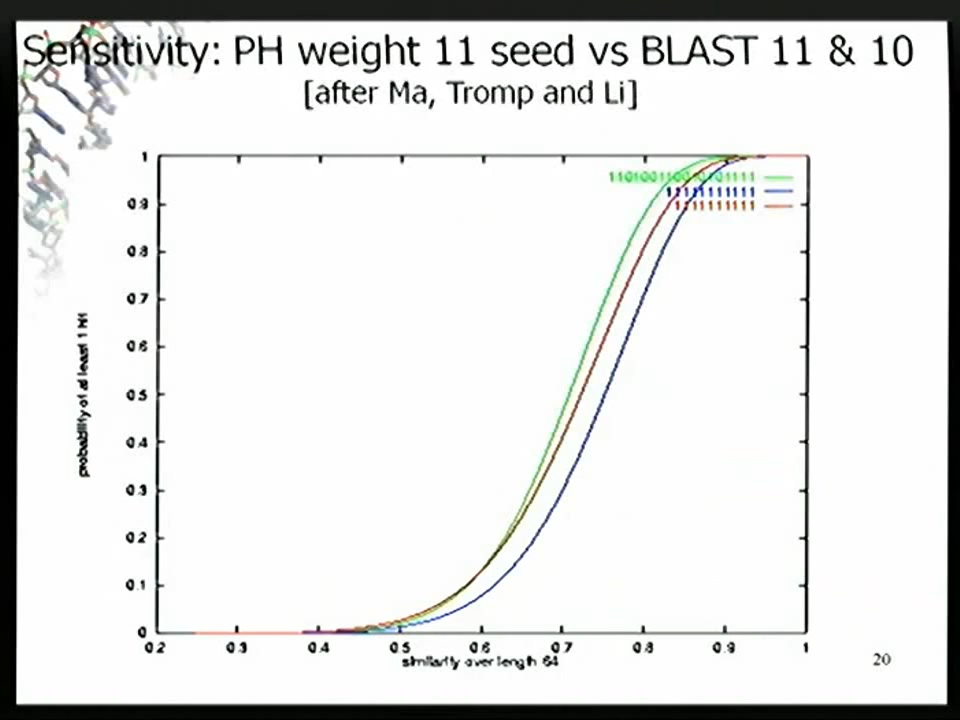 Sensitivity: PH weight 11 seed vs BLAST 11 & 10
[after Ma, Tromp and Li]
1
0.9
0.8
0.7
0.6
0.5
0.4
0.3
0.2
0.1
0
probability of at least 1 hit
11111111111
1111111111
0.2 0.3 0.4 0.5 0.6 0.7 0.8 0.9 1
similarity over length 64
20